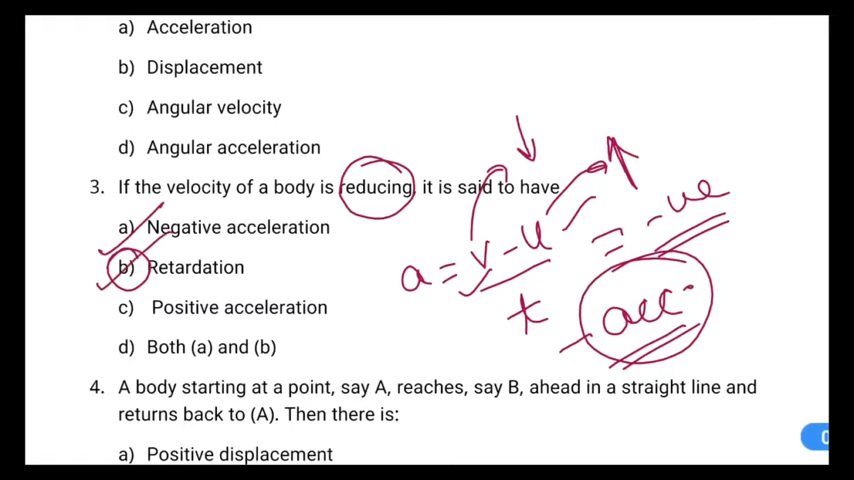 a) Acceleration
b) Displacement
c) Angular velocity
d) Angular acceleration
3. If the velocity of a body is reducing, it is said to have
a) Negative acceleration
b) Retardation
c) Positive acceleration
d) Both (a) and (b)
a = v - u
t
= -ve
- acc.
4. A body starting at a point, say A, reaches, say B, ahead in a straight line and
returns back to (A). Then there is:
a) Positive displacement